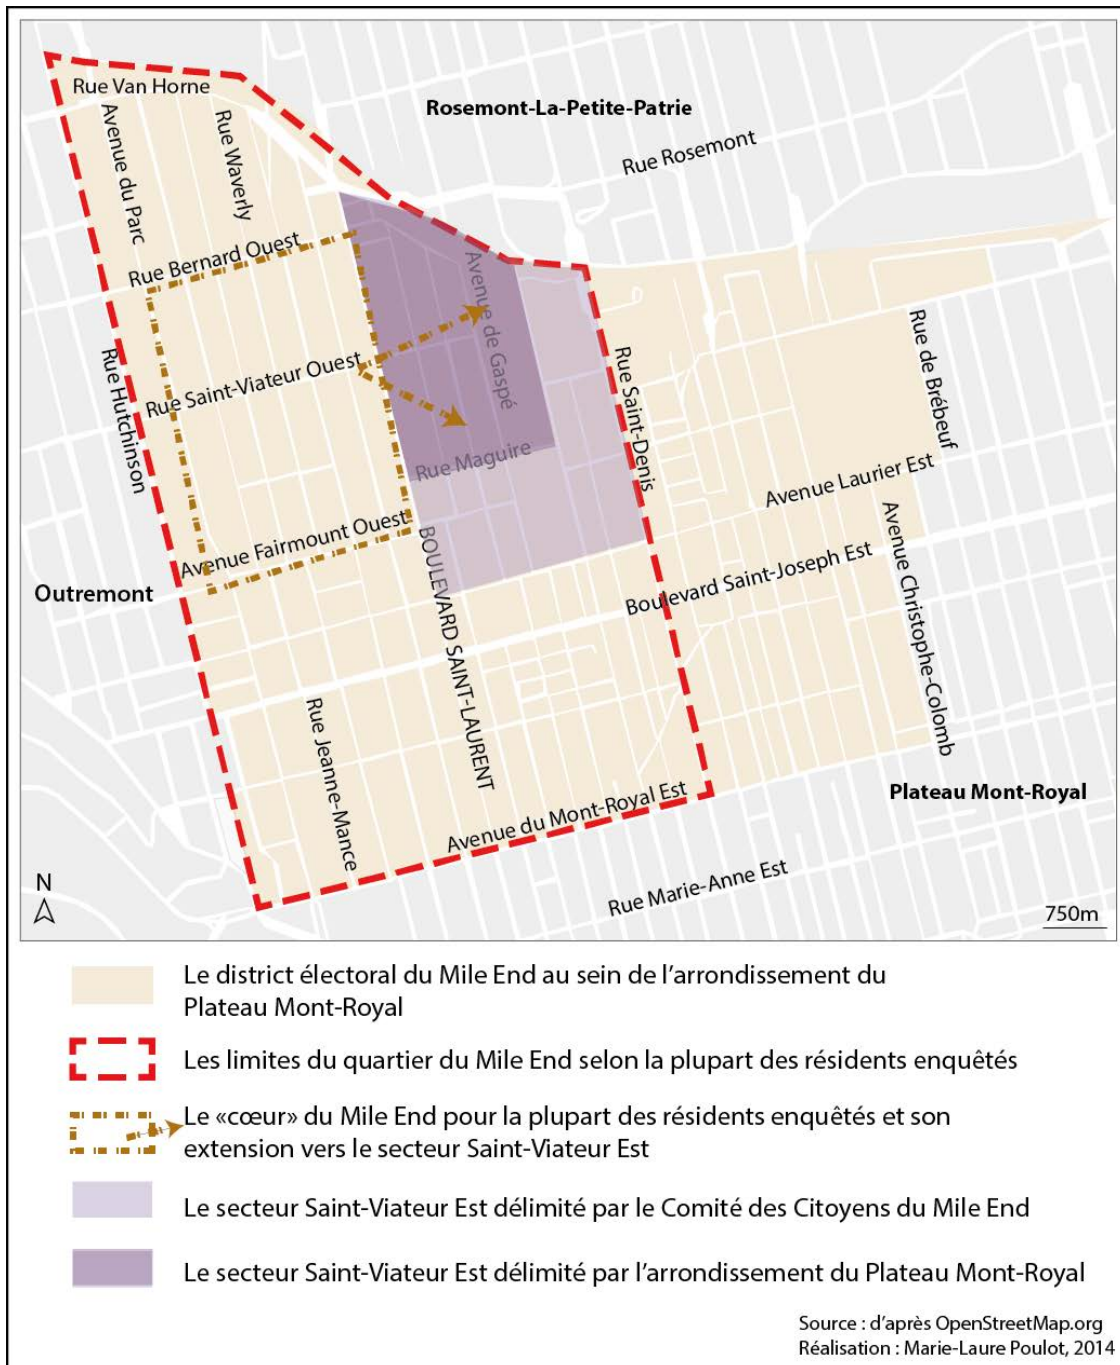 Rue Van Horne
Avenue du Parc
Rue Waverly
Rosemont-La-Petite-Patrie
Rue Rosemont
Rue Bernard Ouest
Avenue de Gaspé
Rue Hutchinson
Rue Saint-Viateur Ouest
Rue Saint-Denis
Rue de Brébeuf
Rue Maguire
Avenue Laurier Est
Avenue Fairmount Ouest
BOULEVARD SAINT-LAURENT
Avenue Christophe-Colomb
Boulevard Saint-Joseph Est
Outremont
Rue Jeanne-Mance
Avenue du Mont-Royal Est
Plateau Mont-Royal
Rue Marie-Anne Est
N
750m
Le district électoral du Mile End au sein de l'arrondissement du
Plateau Mont-Royal
Les limites du quartier du Mile End selon la plupart des résidents enquêtés
Le «cœur» du Mile End pour la plupart des résidents enquêtés et son
extension vers le secteur Saint-Viateur Est
Le secteur Saint-Viateur Est délimité par le Comité des Citoyens du Mile End
Le secteur Saint-Viateur Est délimité par l'arrondissement du Plateau Mont-Royal
Source : d'après OpenStreetMap.org
Réalisation : Marie-Laure Poulot, 2014